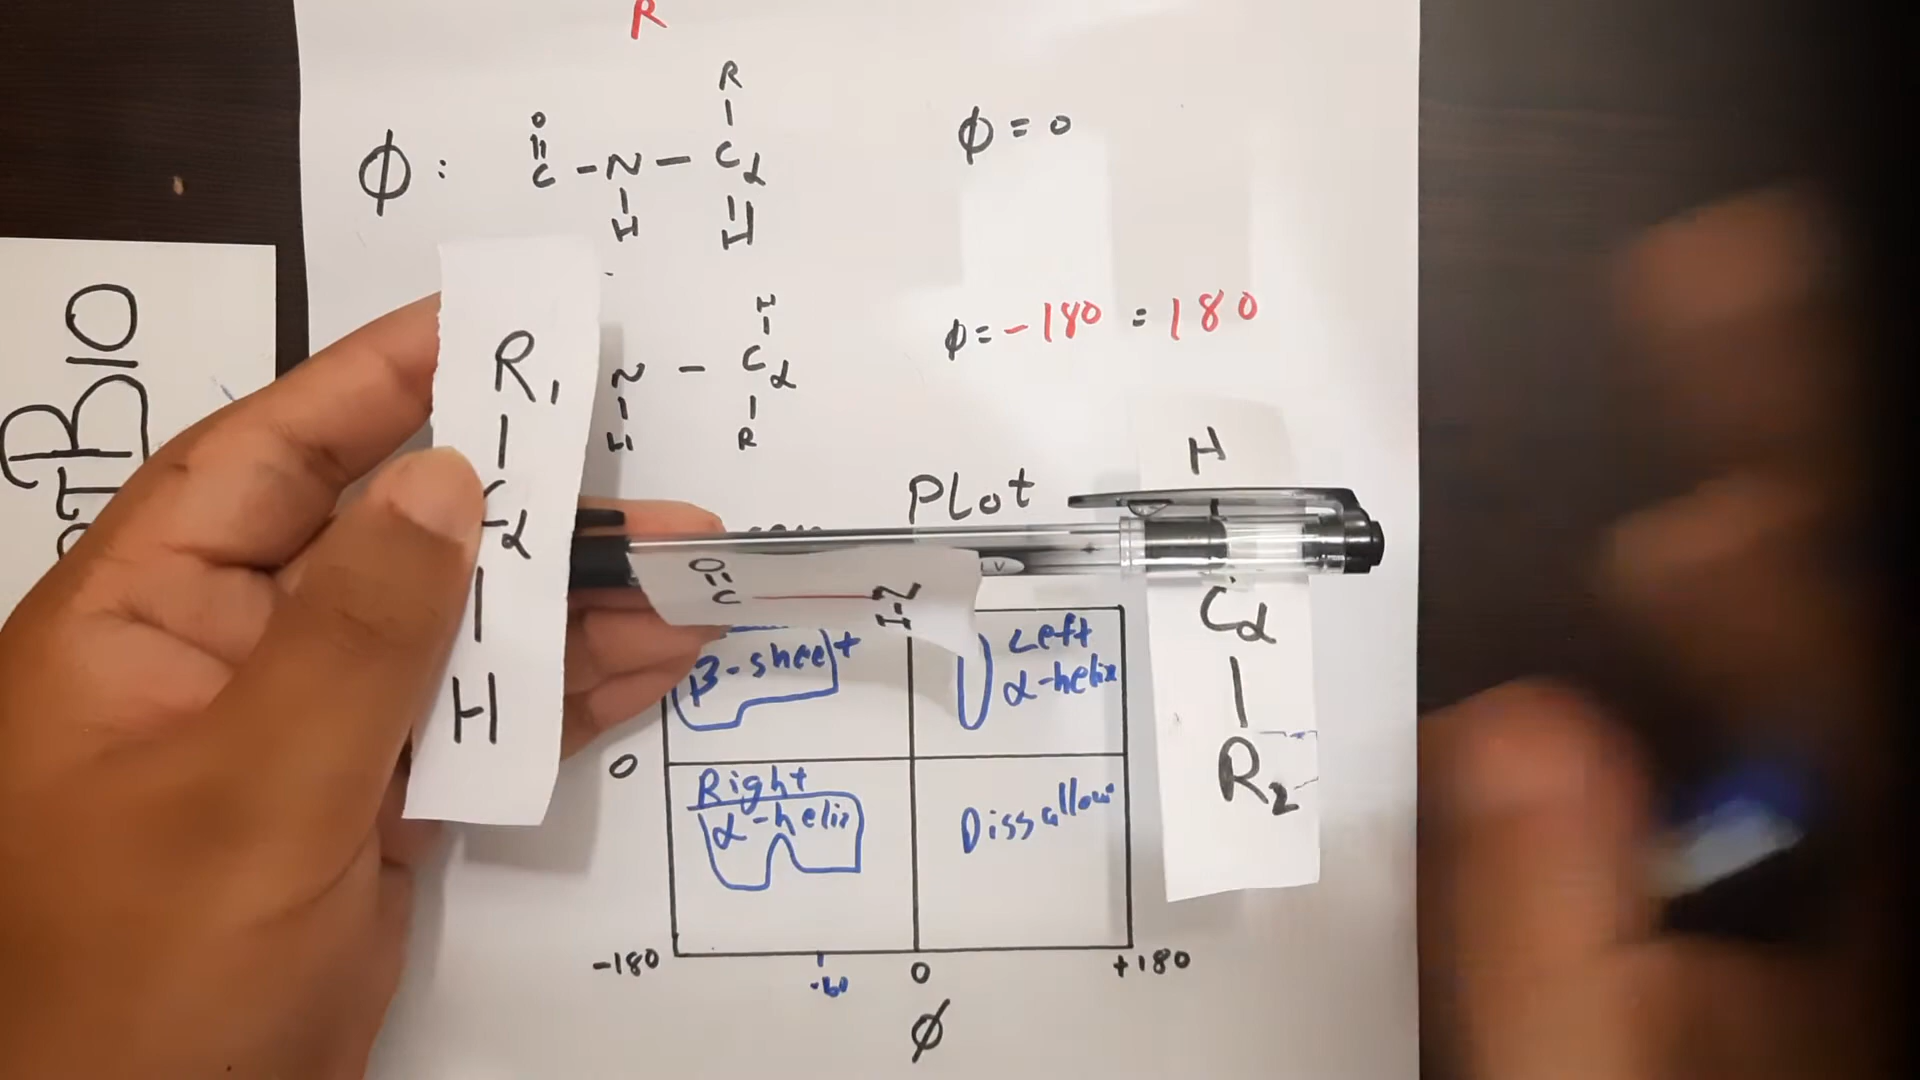 R
R
O
ɸ : C - N - Cα
H H
ɸ = 0
H
N - Cα
H R
ɸ = -180 = 180
R1
Cα
H
PLot
O
C N
H
H
Cα
R2
β-sheet
Left
α-helix
0
Right
α-helix
Dissallow
-180 -60 0 +180
ɸ
BIO